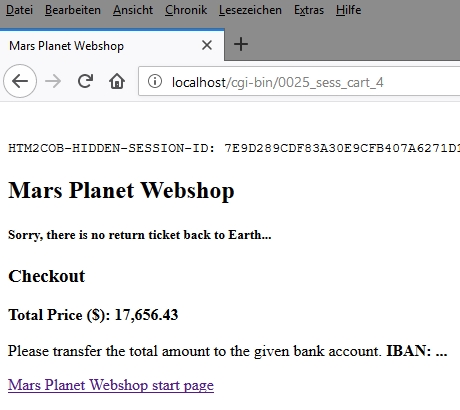 Datei Bearbeiten Ansicht Chronik Lesezeichen Extras Hilfe
Mars Planet Webshop
localhost/cgi-bin/0025_sess_cart_4
HTM2COB-HIDDEN-SESSION-ID: 7E9D289CDF83A30E9CFB407A6271D1
Mars Planet Webshop
Sorry, there is no return ticket back to Earth...
Checkout
Total Price ($): 17,656.43
Please transfer the total amount to the given bank account. IBAN: ...
Mars Planet Webshop start page